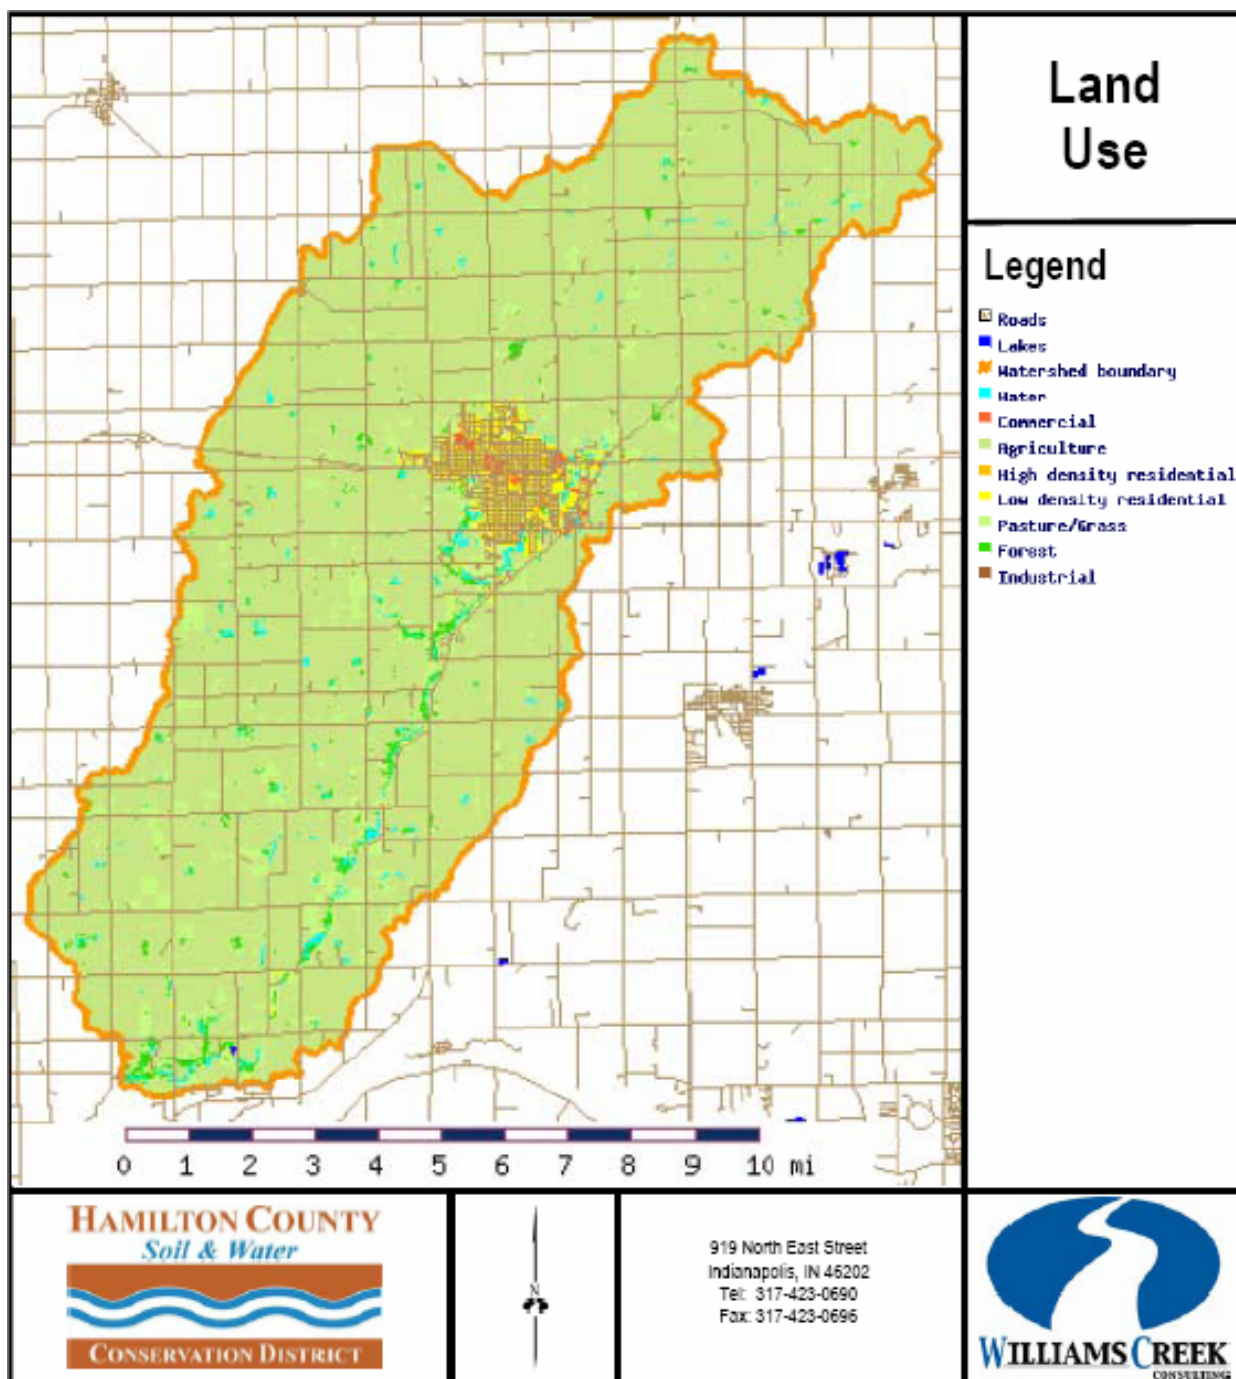 Land
Use
Legend
Roads
Lakes
Watershed boundary
Water
Commercial
Agriculture
High density residential
Low density residential
Pasture/Grass
Forest
Industrial
0 1 2 3 4 5 6 7 8 9 10 mi
HAMILTON COUNTY
Soil & Water
CONSERVATION DISTRICT
N
919 North East Street
Indianapolis, IN 46202
Tel: 317-423-0690
Fax: 317-423-0696
WILLIAMS CREEK
CONSULTING